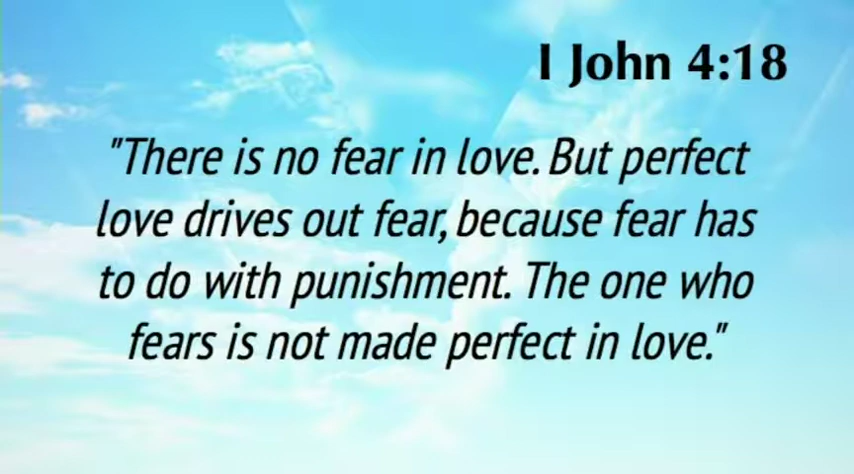 I John 4:18
"There is no fear in love. But perfect
love drives out fear, because fear has
to do with punishment. The one who
fears is not made perfect in love."